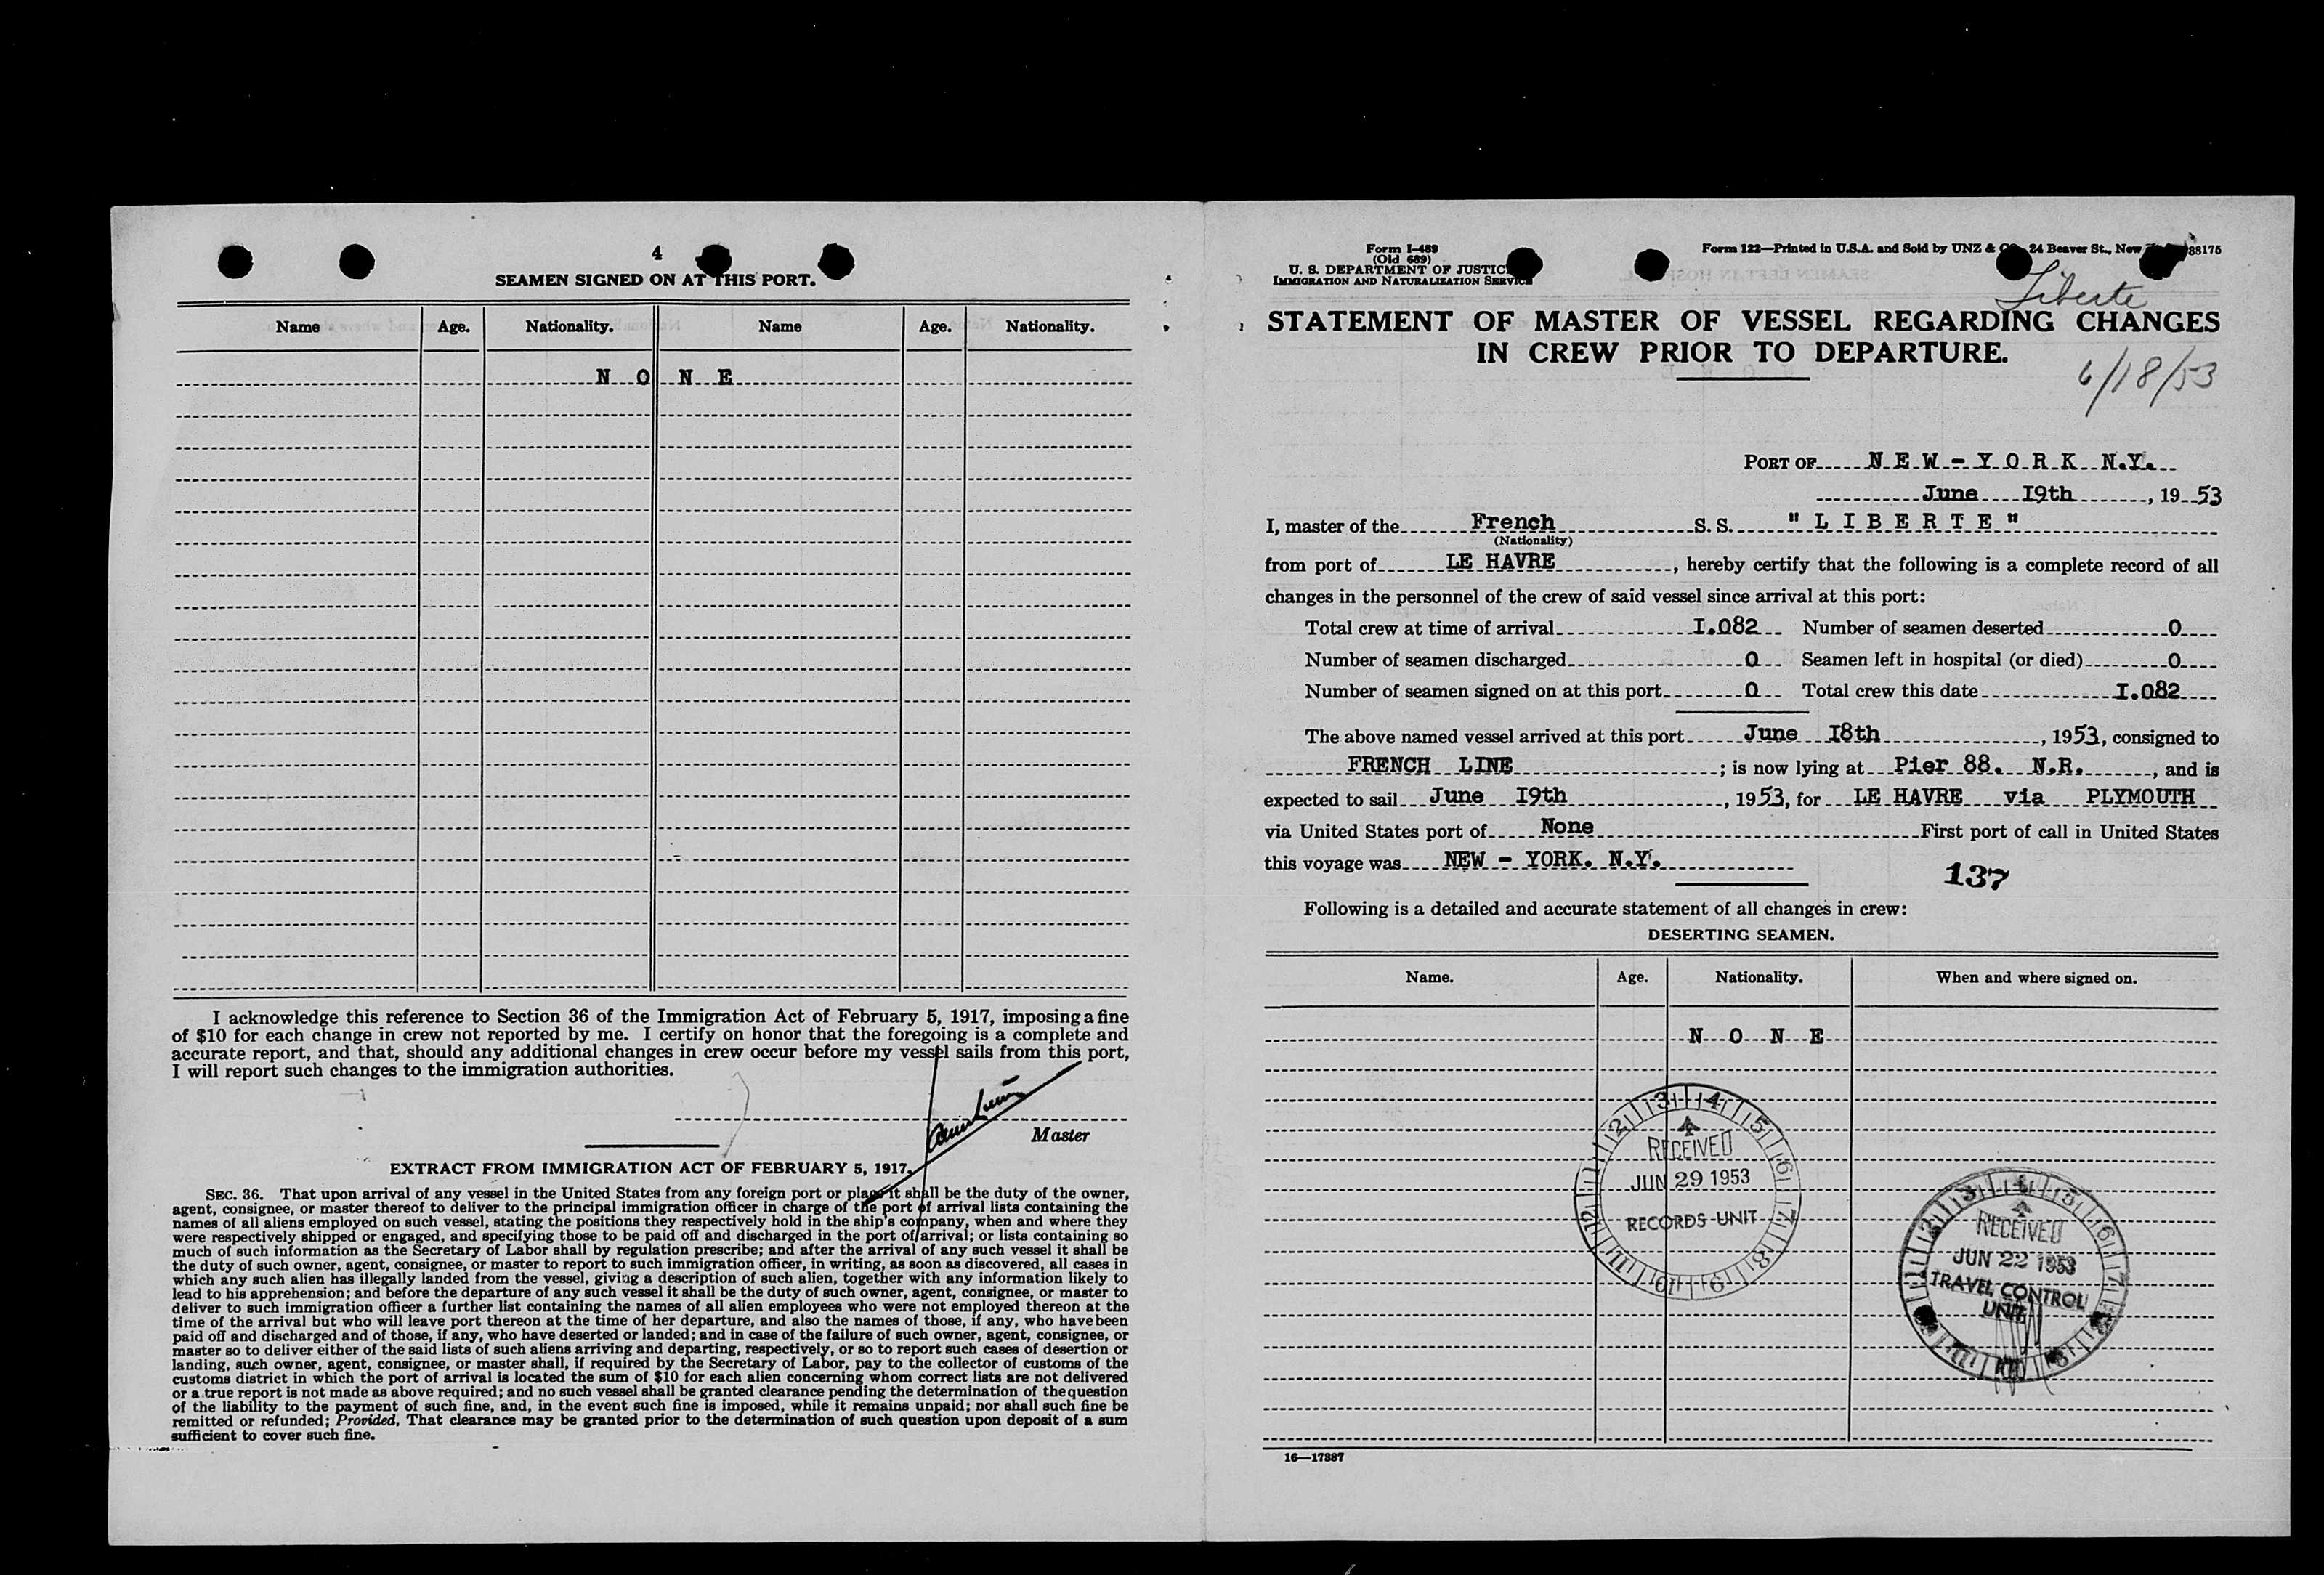 4
SEAMEN SIGNED ON AT THIS PORT.
Name Age. Nationality. Name Age. Nationality.
N O N E
I acknowledge this reference to Section 36 of the Immigration Act of February 5, 1917, imposing a fine
of $10 for each change in crew not reported by me. I certify on honor that the foregoing is a complete and
accurate report, and that, should any additional changes in crew occur before my vessel sails from this port,
I will report such changes to the immigration authorities.
Master
EXTRACT FROM IMMIGRATION ACT OF FEBRUARY 5, 1917.
SEC. 36. That upon arrival of any vessel in the United States from any foreign port or place it shall be the duty of the owner,
agent, consignee, or master thereof to deliver to the principal immigration officer in charge of the port of arrival lists containing the
names of all aliens employed on such vessel, stating the positions they respectively hold in the ship's company, when and where they
were respectively shipped or engaged, and specifying those to be paid off and discharged in the port of arrival; or lists containing so
much of such information as the Secretary of Labor shall by regulation prescribe; and after the arrival of any such vessel it shall be
the duty of such owner, agent, consignee, or master to report to such immigration officer, in writing, as soon as discovered, all cases in
which any such alien has illegally landed from the vessel, giving a description of such alien, together with any information likely to
lead to his apprehension; and before the departure of any such vessel it shall be the duty of such owner, agent, consignee, or master to
deliver to such immigration officer a further list containing the names of all alien employees who were not employed thereon at the
time of the arrival but who will leave port thereon at the time of her departure, and also the names of those, if any, who have been
paid off and discharged and of those, if any, who have deserted or landed; and in case of the failure of such owner, agent, consignee, or
master so to deliver either of the said lists of such aliens arriving and departing, respectively, or so to report such cases of desertion or
landing, such owner, agent, consignee, or master shall, if required by the Secretary of Labor, pay to the collector of customs of the
customs district in which the port of arrival is located the sum of $10 for each alien concerning whom correct lists are not delivered
or a true report is not made as above required; and no such vessel shall be granted clearance pending the determination of the question
of the liability to the payment of such fine, and, in the event such fine is imposed, while it remains unpaid; nor shall such fine be
remitted or refunded; Provided, That clearance may be granted prior to the determination of such question upon deposit of a sum
sufficient to cover such fine.
Form I-489
(Old 689)
U. S. DEPARTMENT OF JUSTICE
IMMIGRATION AND NATURALIZATION SERVICE
Form 122—Printed in U.S.A. and Sold by UNZ & Co. 24 Beaver St., New 38175
Liberte
STATEMENT OF MASTER OF VESSEL REGARDING CHANGES
IN CREW PRIOR TO DEPARTURE.
6/18/53
PORT OF NEW-YORK N.Y.
June I9th, 19 53
I, master of the French S. S. "LIBERTE"
(Nationality)
from port of LE HAVRE, hereby certify that the following is a complete record of all
changes in the personnel of the crew of said vessel since arrival at this port:
Total crew at time of arrival I.082 Number of seamen deserted 0
Number of seamen discharged 0 Seamen left in hospital (or died) 0
Number of seamen signed on at this port 0 Total crew this date I.082
The above named vessel arrived at this port June I8th, 1953, consigned to
FRENCH LINE; is now lying at Pier 88. N.R., and is
expected to sail June I9th, 1953, for LE HAVRE via PLYMOUTH
via United States port of None First port of call in United States
this voyage was NEW - YORK. N.Y.
137
Following is a detailed and accurate statement of all changes in crew:
DESERTING SEAMEN.
Name. Age. Nationality. When and where signed on.
N O N E
RECEIVED
JUN 29 1953
RECORDS UNIT
RECEIVED
JUN 22 1953
TRAVEL CONTROL
UNIT
16—17887